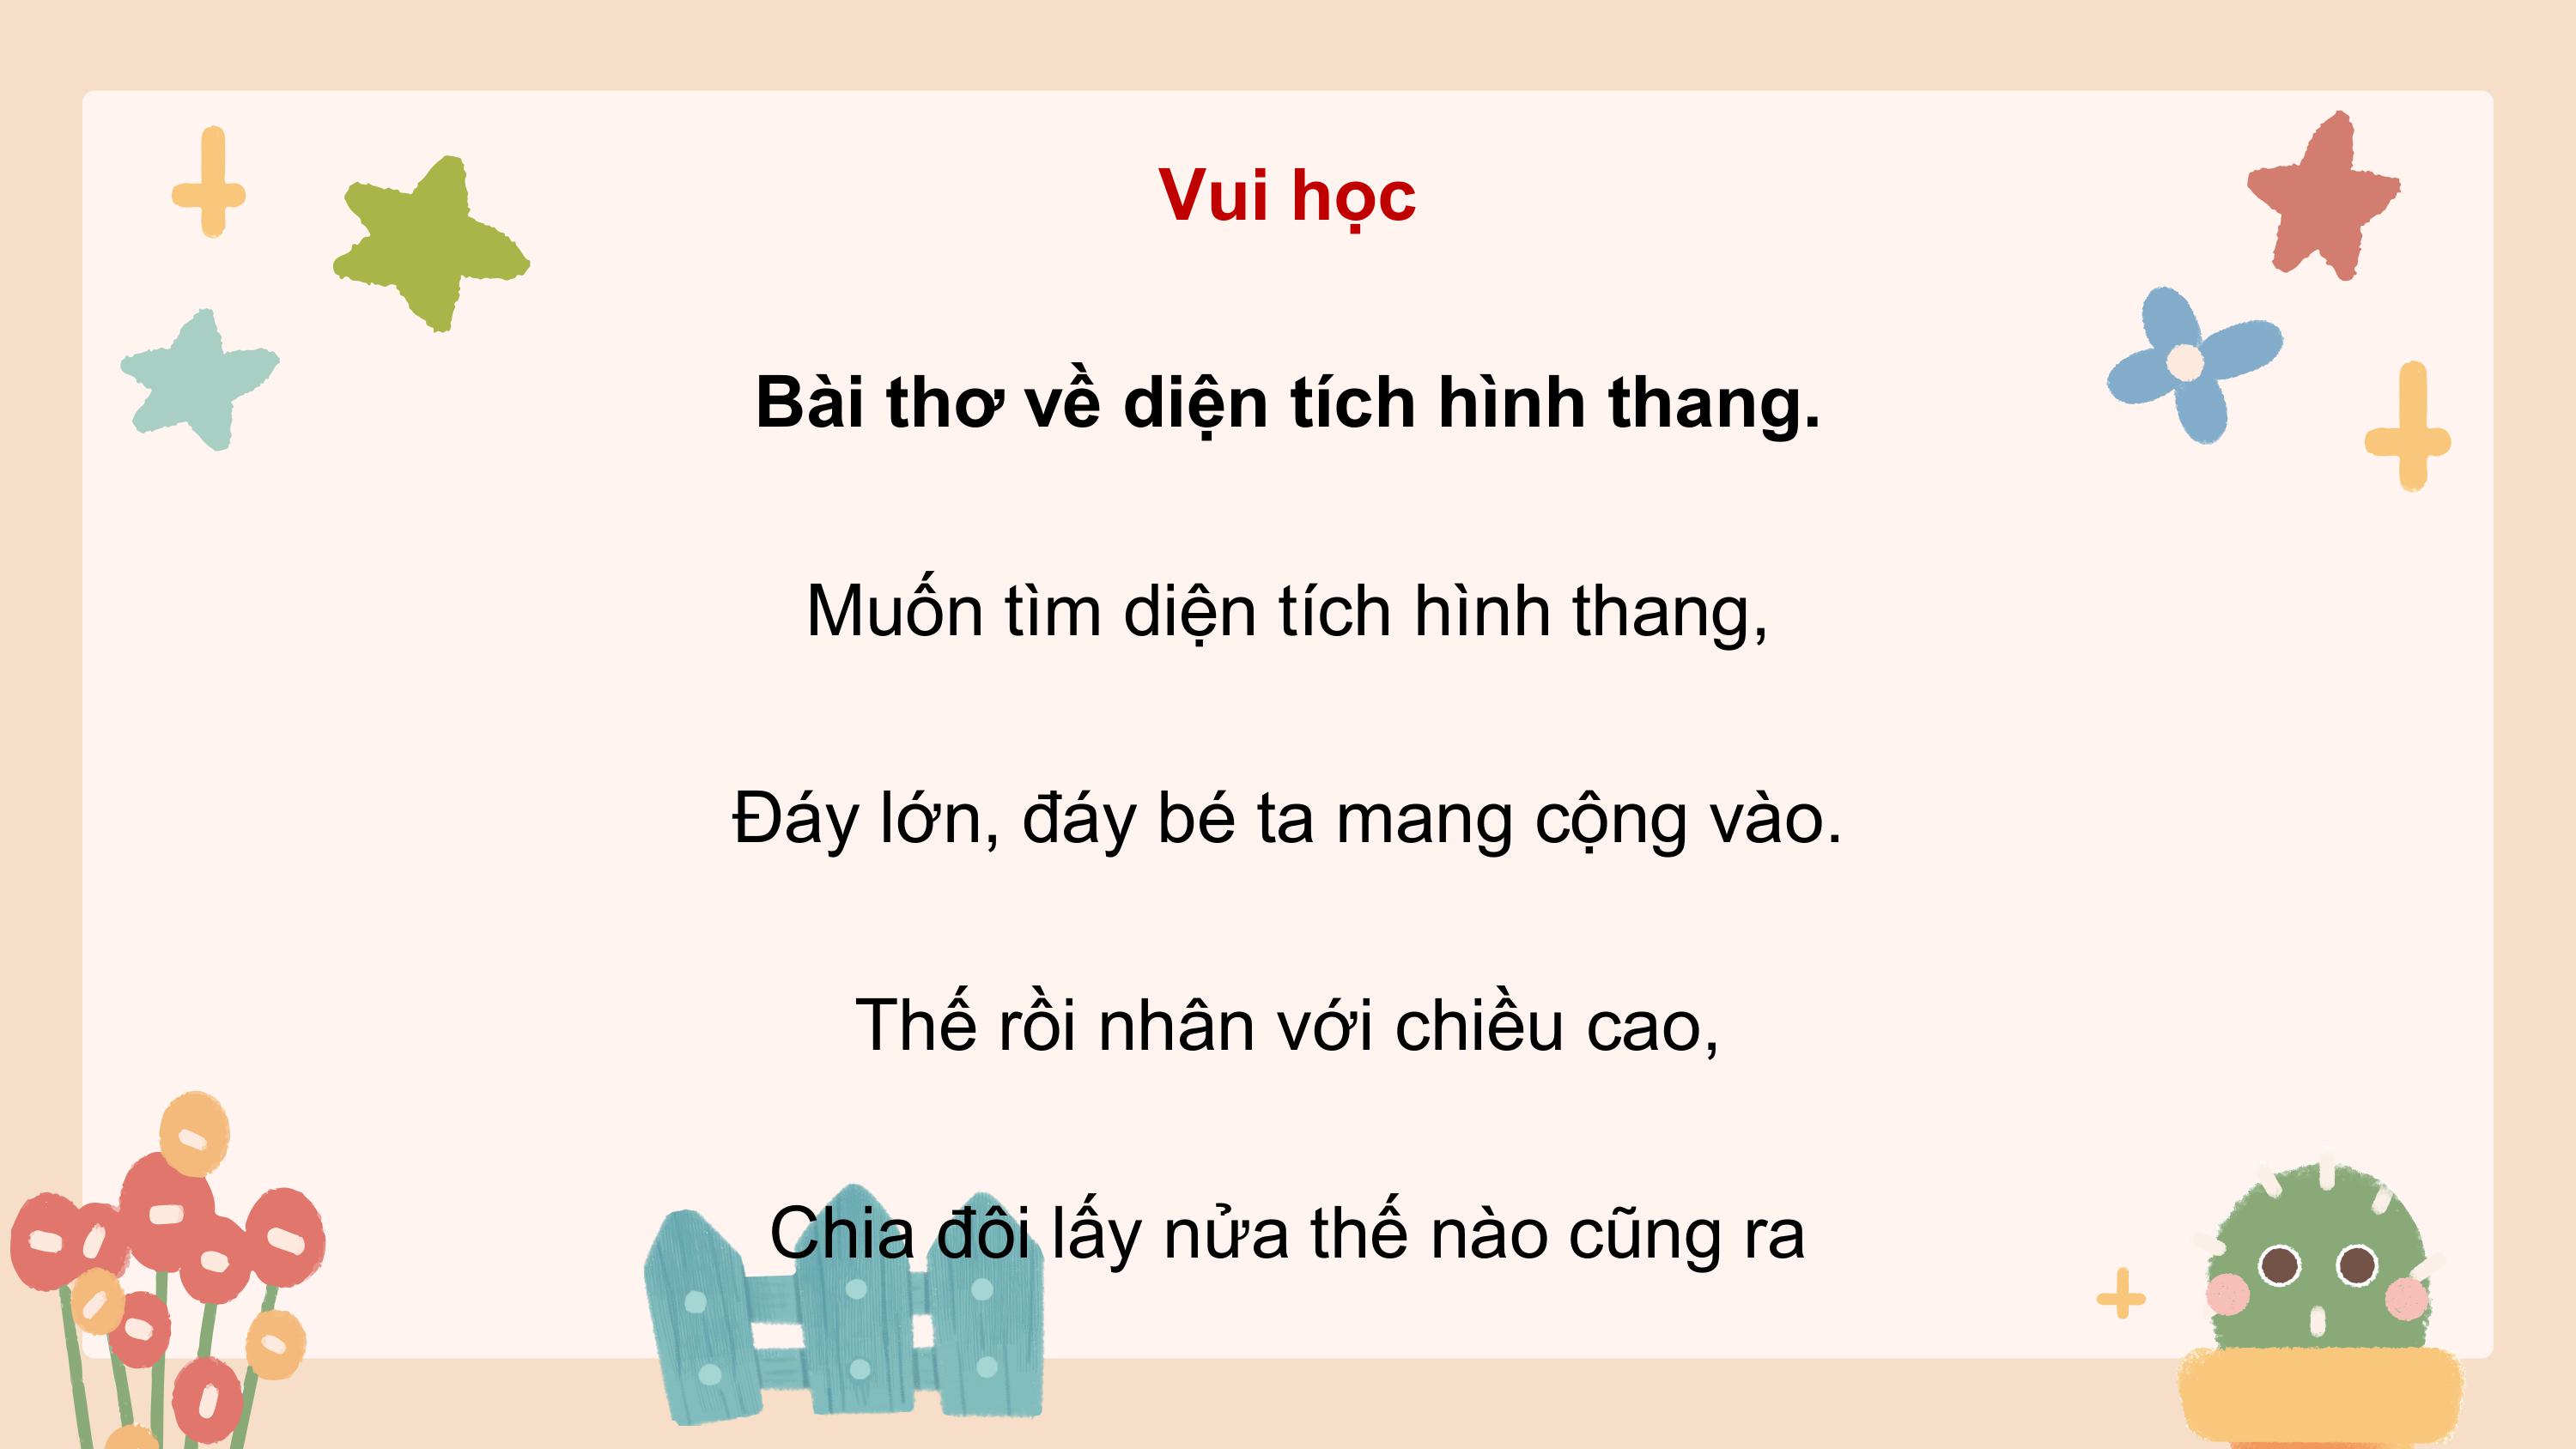 Vui học
Bài thơ về diện tích hình thang.
Muốn tìm diện tích hình thang,
Đáy lớn, đáy bé ta mang cộng vào.
Thế rồi nhân với chiều cao,
Chia đôi lấy nửa thế nào cũng ra